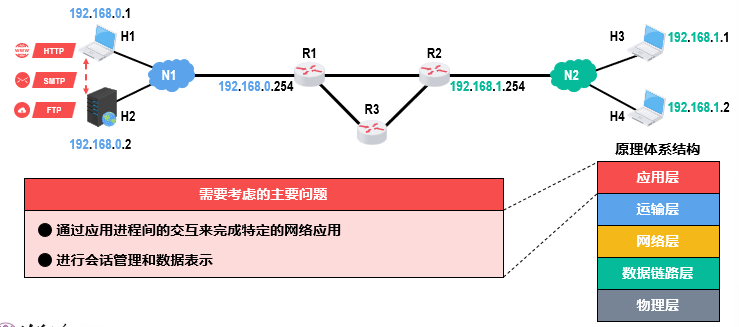 192.168.0.1
H1
HTTP
SMTP
FTP
N1
H2
192.168.0.2
192.168.0.254
R1
R2
R3
192.168.1.254
N2
H3
192.168.1.1
H4
192.168.1.2
原理体系结构
需要考虑的主要问题
● 通过应用进程间的交互来完成特定的网络应用
● 进行会话管理和数据表示
应用层
运输层
网络层
数据链路层
物理层